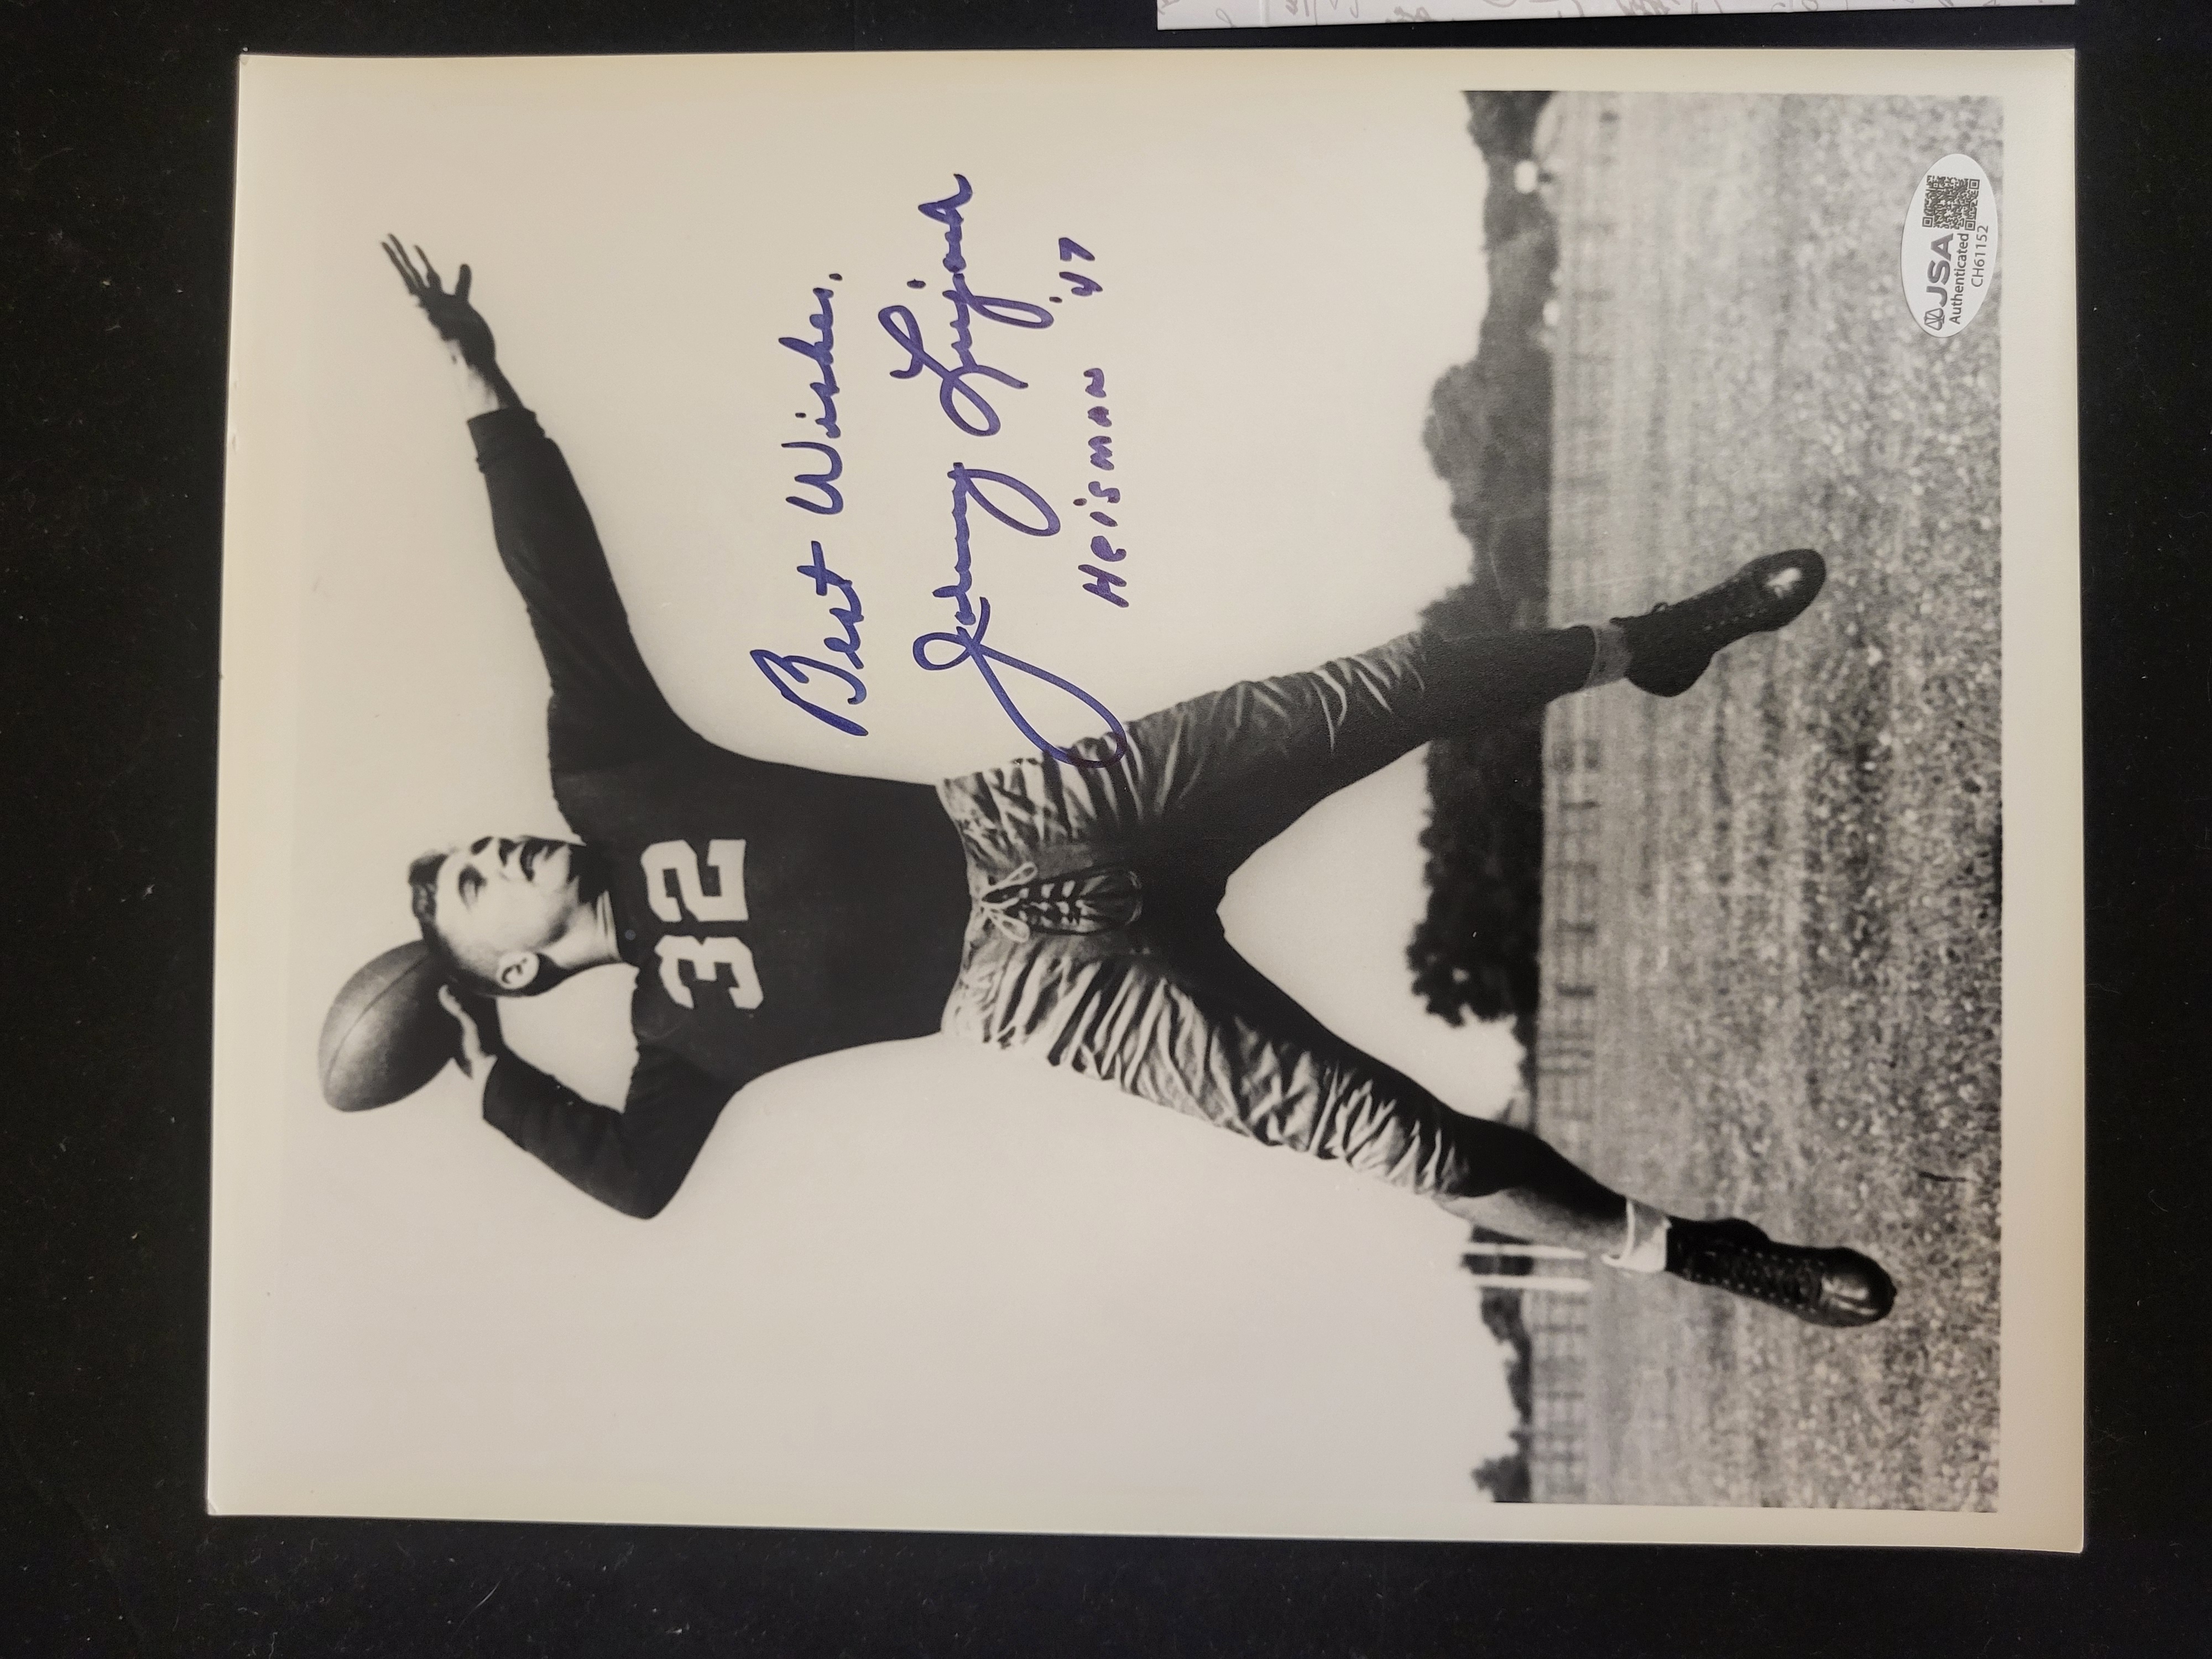 Best Wishes,
Johnny Lujack
Heisman '47
32
JSA
Authenticated
CH61152